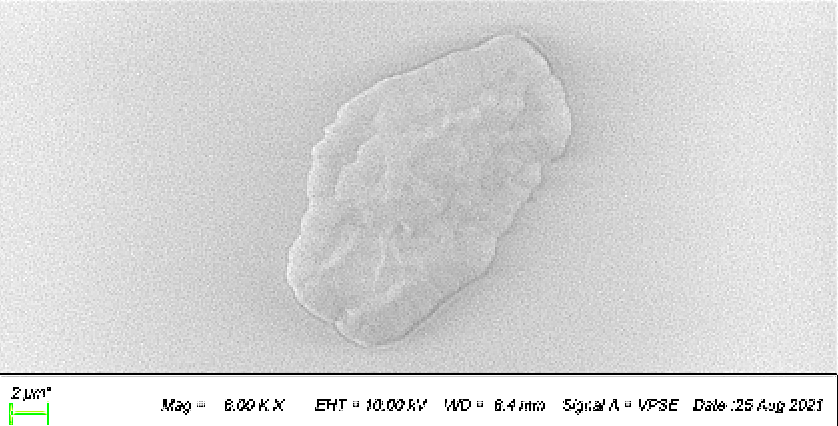 2 µm*
Mag = 6.00 K X EHT = 10.00 kV WD = 6.4 mm Signal A = VPSE Date :25 Aug 2021